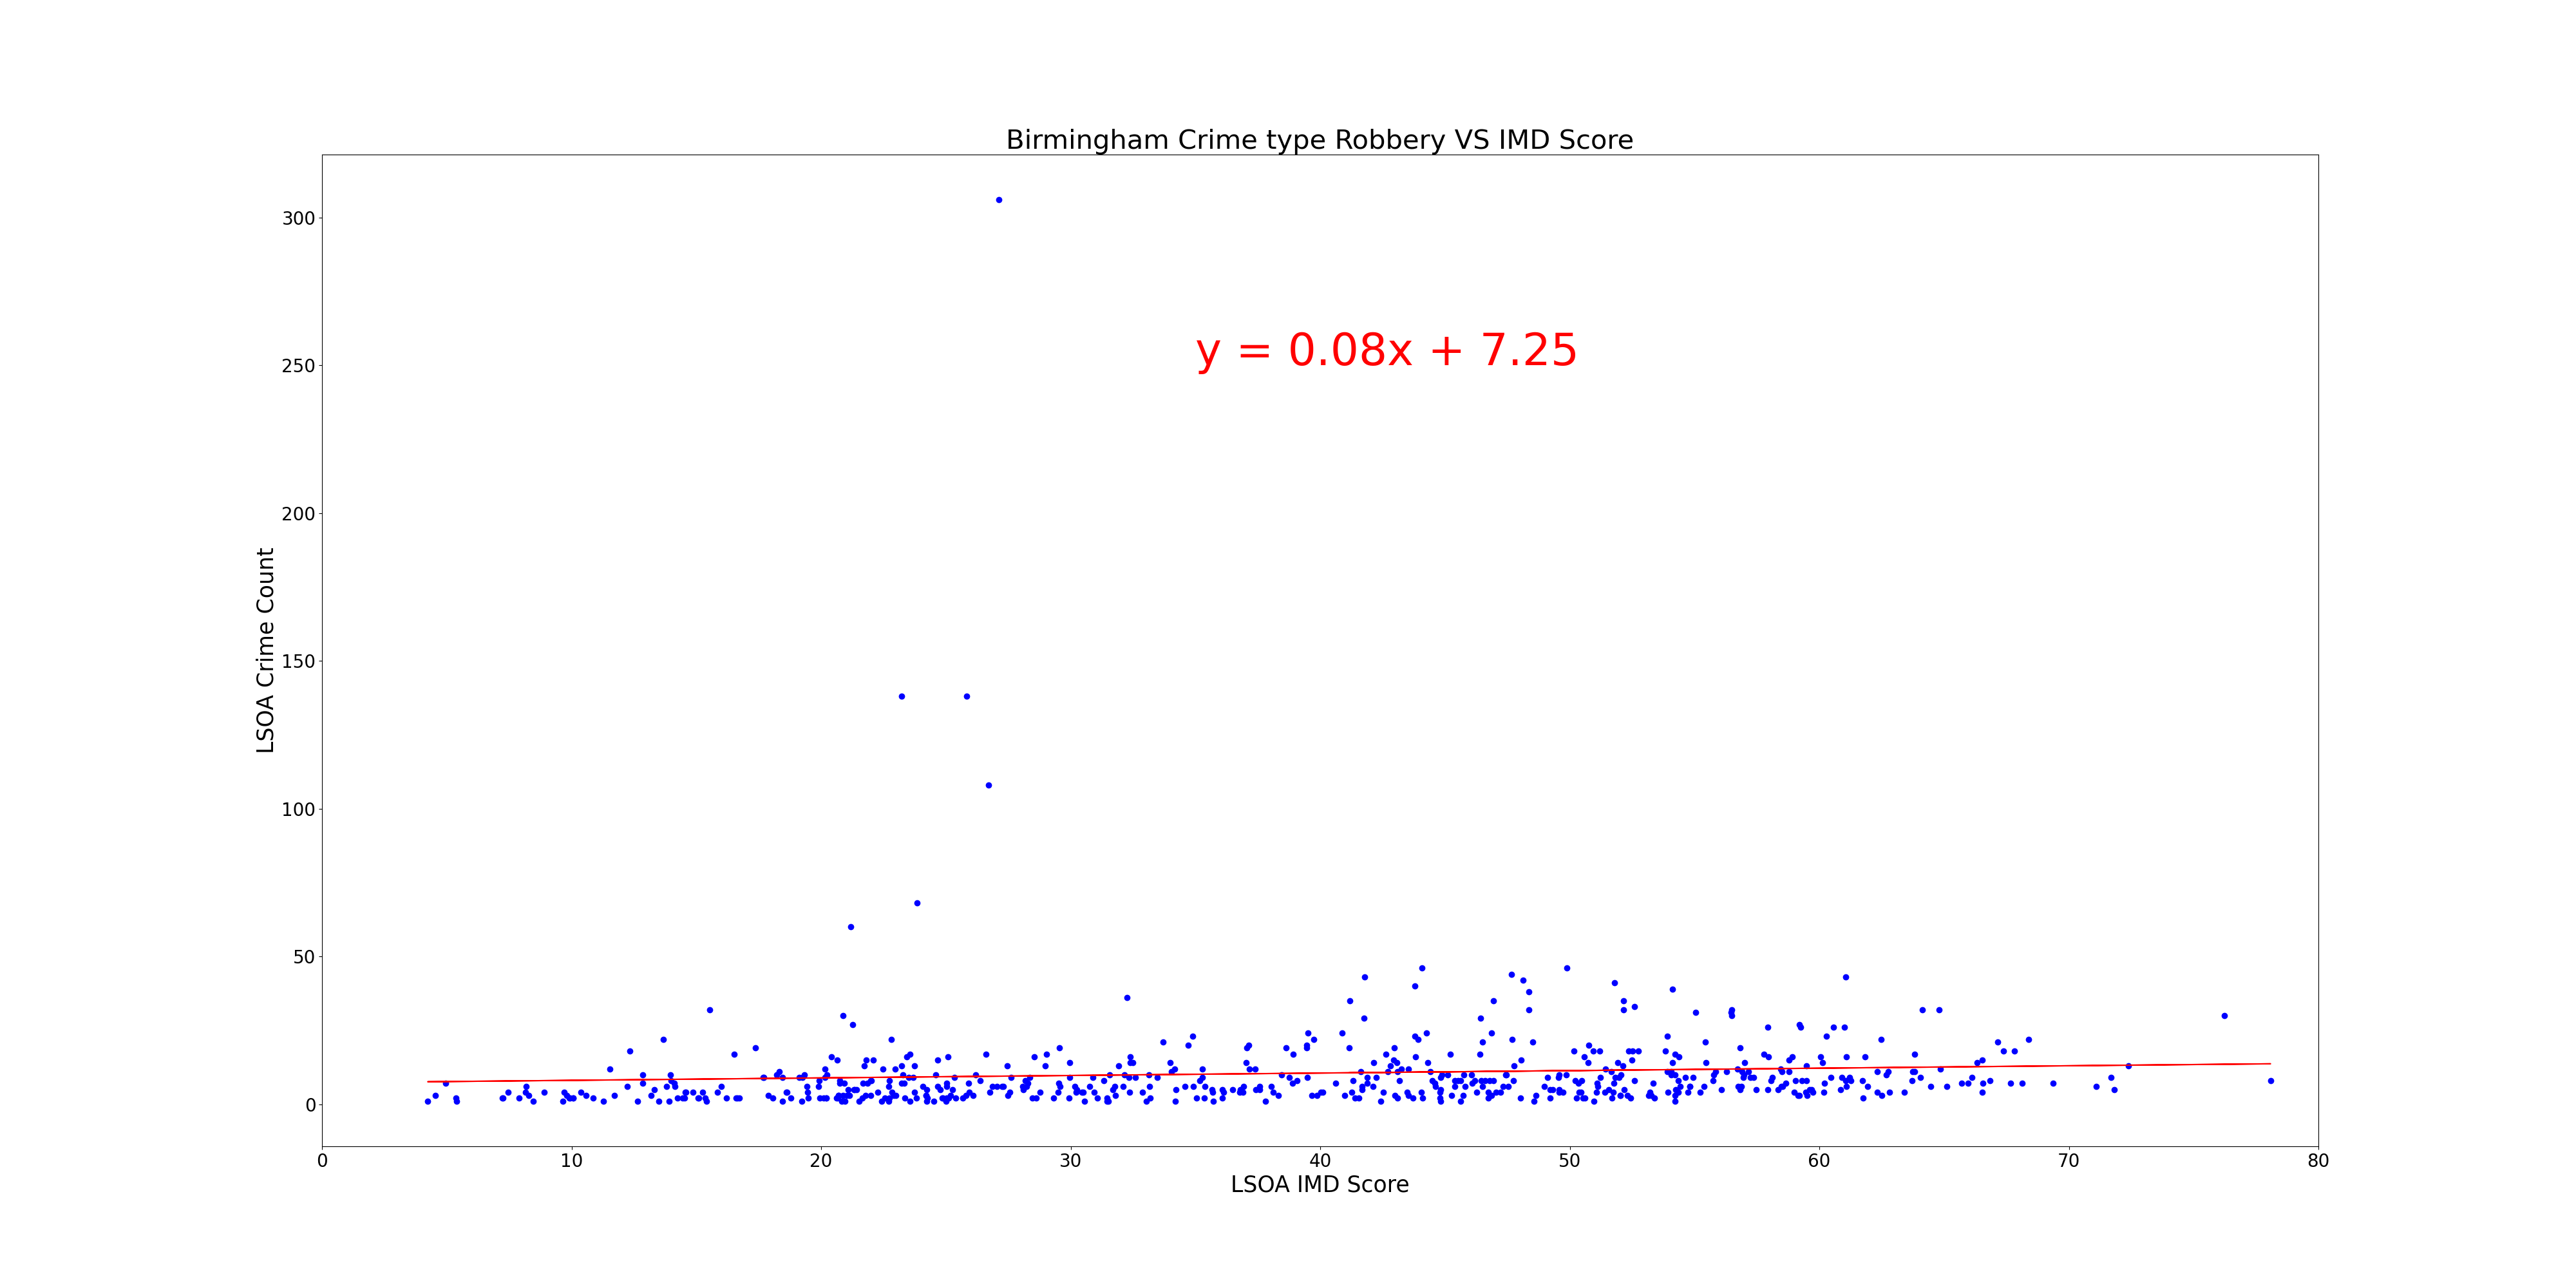 Birmingham Crime type Robbery VS IMD Score
300
250
200
150
100
50
0
LSOA Crime Count
y = 0.08x + 7.25
0 10 20 30 40 50 60 70 80
LSOA IMD Score